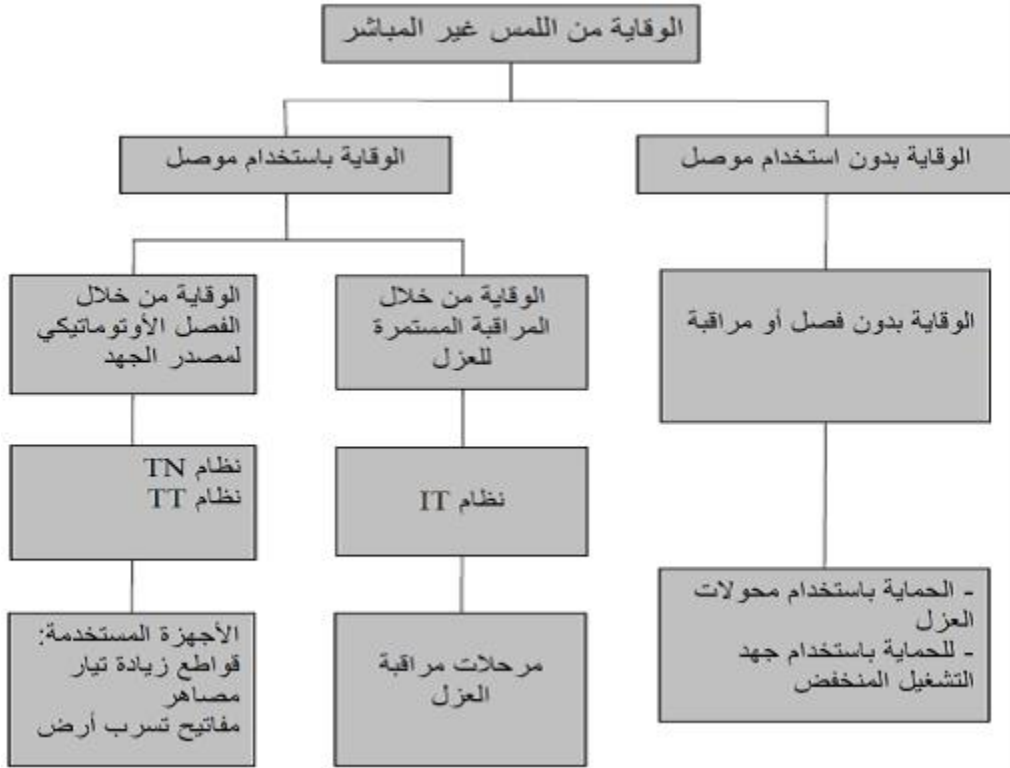 الوقاية من اللمس غير المباشر
الوقاية بدون استخدام موصل
الوقاية باستخدام موصل
الوقاية بدون فصل أو مراقبة
الوقاية من خلال
المراقبة المستمرة
للعزل
الوقاية من خلال
الفصل الأوتوماتيكي
لمصدر الجهد
نظام IT
نظام TN
نظام TT
- الحماية باستخدام محولات
العزل
- للحماية باستخدام جهد
التشغيل المنخفض
مرحلات مراقبة
العزل
الأجهزة المستخدمة:
قواطع زيادة تيار
مصاهر
مفاتيح تسرب أرض